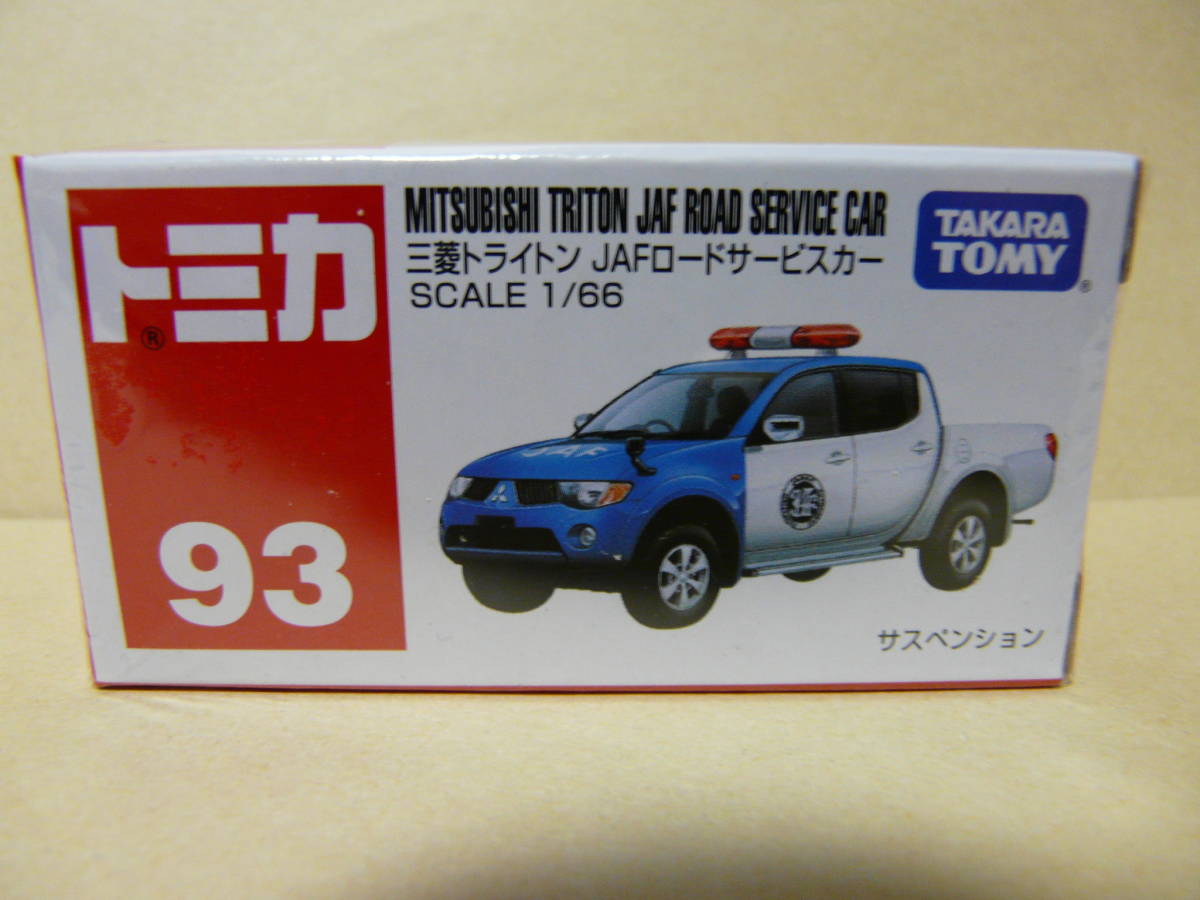 トミカ®
93
MITSUBISHI TRITON JAF ROAD SERVICE CAR
三菱トライトン JAFロードサービスカー
SCALE 1/66
TAKARA
TOMY®
JAF
サスペンション